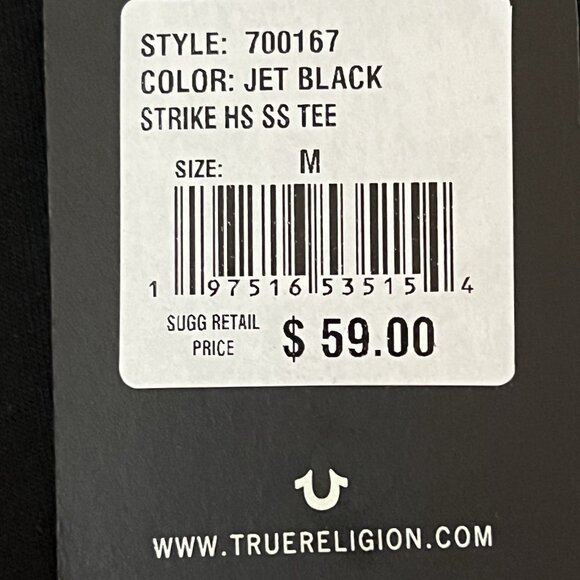 STYLE: 700167
COLOR: JET BLACK
STRIKE HS SS TEE
SIZE: M
1 97516 53515 4
SUGG RETAIL
PRICE $ 59.00
WWW.TRUERELIGION.COM